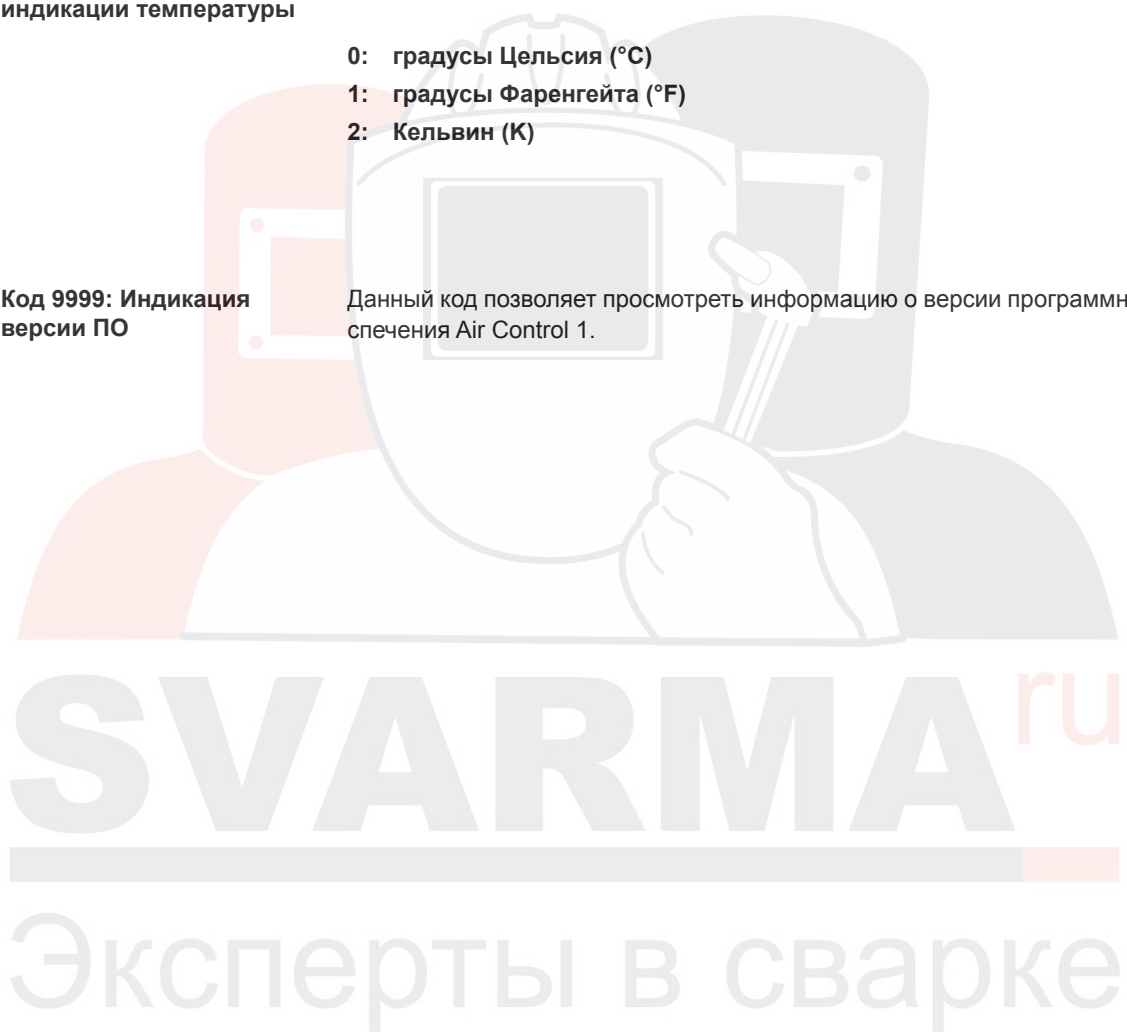 индикации температуры
0: градусы Цельсия (°C)
1: градусы Фаренгейта (°F)
2: Кельвин (K)
Код 9999: Индикация
версии ПО
Данный код позволяет просмотреть информацию о версии программн
спечения Air Control 1.
SVARMA ru
Эксперты в сварке